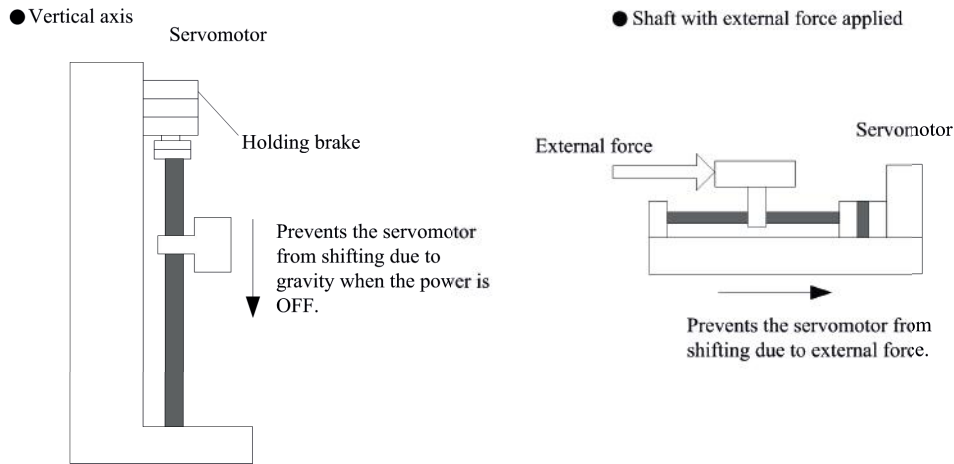 ● Vertical axis
Servomotor
Holding brake
Prevents the servomotor
from shifting due to
gravity when the power is
OFF.
● Shaft with external force applied
Servomotor
External force
Prevents the servomotor from
shifting due to external force.